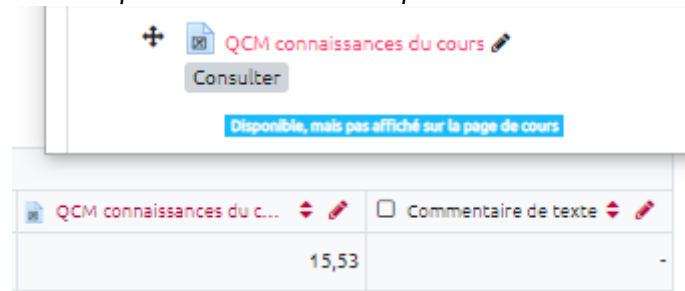 QCM connaissances du cours
Consulter
Disponible, mais pas affiché sur la page de cours
QCM connaissances du c... Commentaire de texte
15,53 -